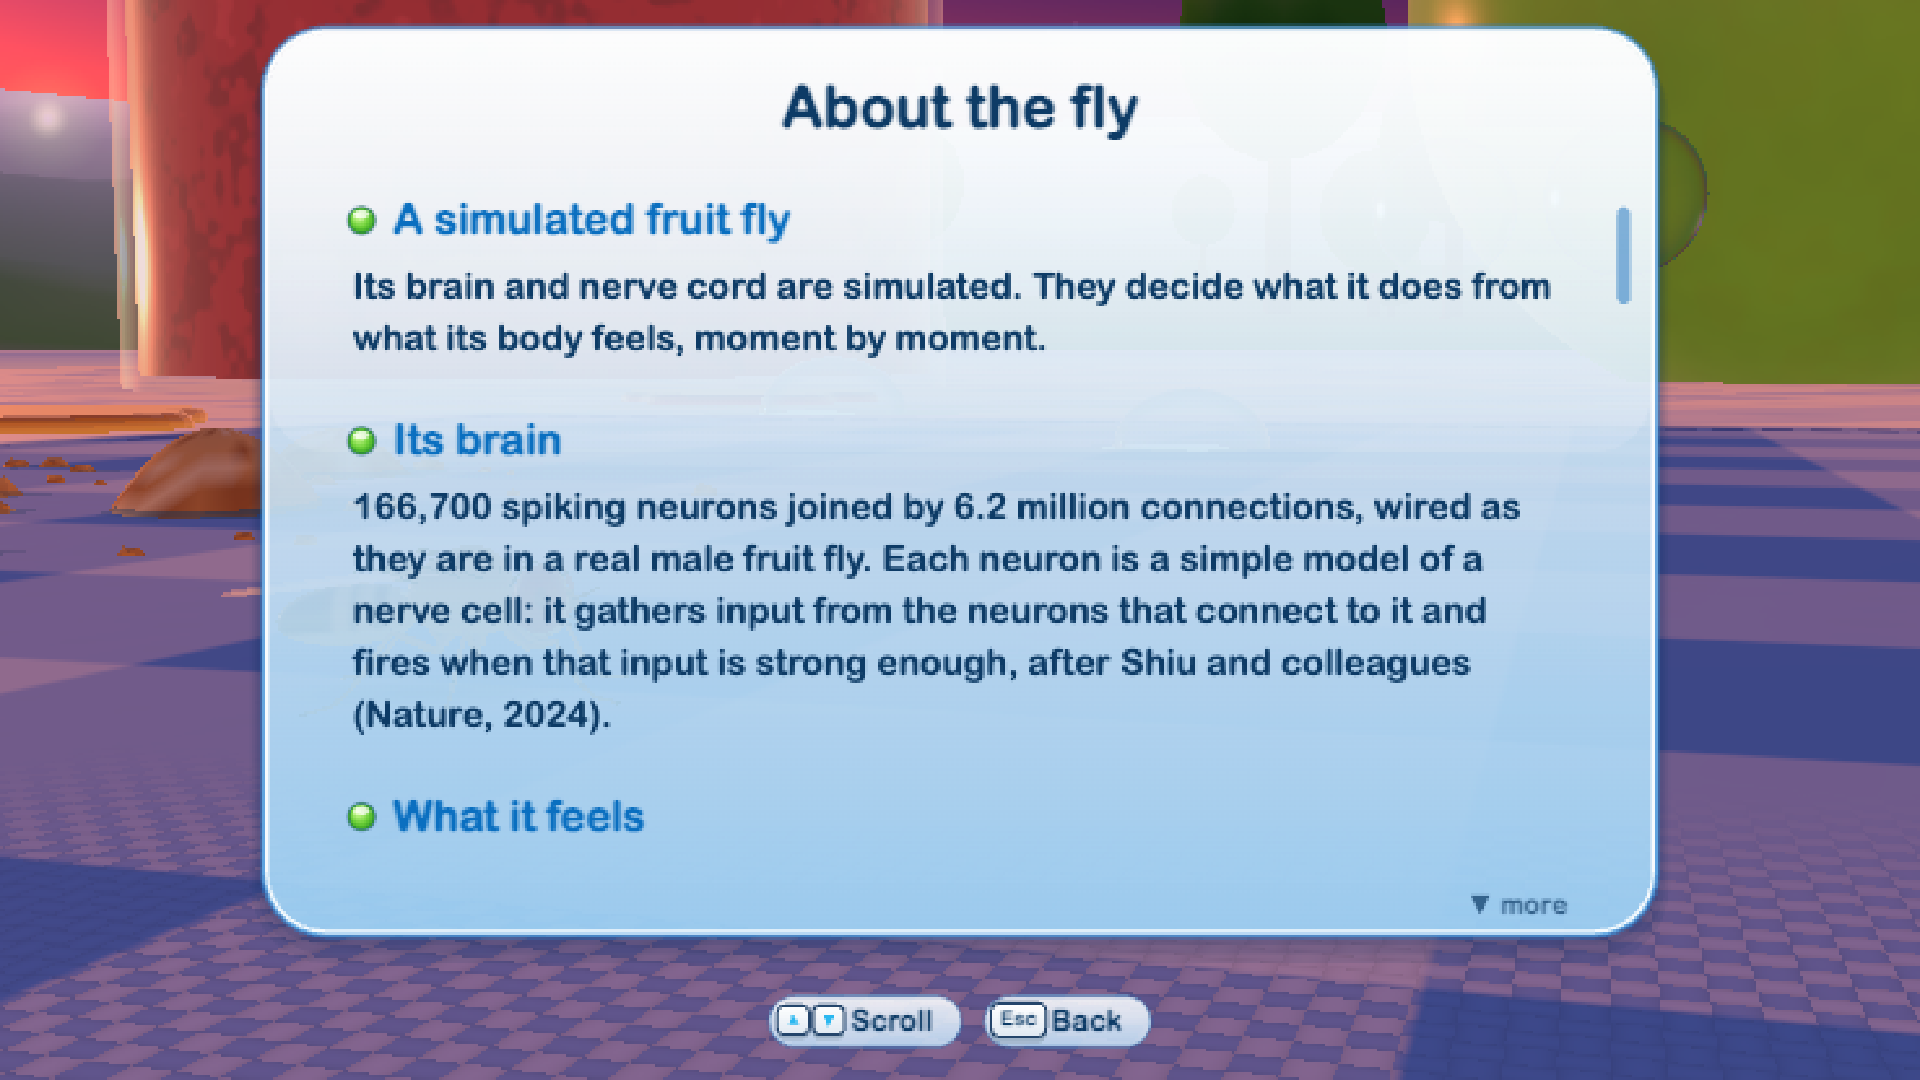 About the fly
A simulated fruit fly
Its brain and nerve cord are simulated. They decide what it does from
what its body feels, moment by moment.
Its brain
166,700 spiking neurons joined by 6.2 million connections, wired as
they are in a real male fruit fly. Each neuron is a simple model of a
nerve cell: it gathers input from the neurons that connect to it and
fires when that input is strong enough, after Shiu and colleagues
(Nature, 2024).
What it feels
▼ more
▲ ▼ Scroll
Esc Back